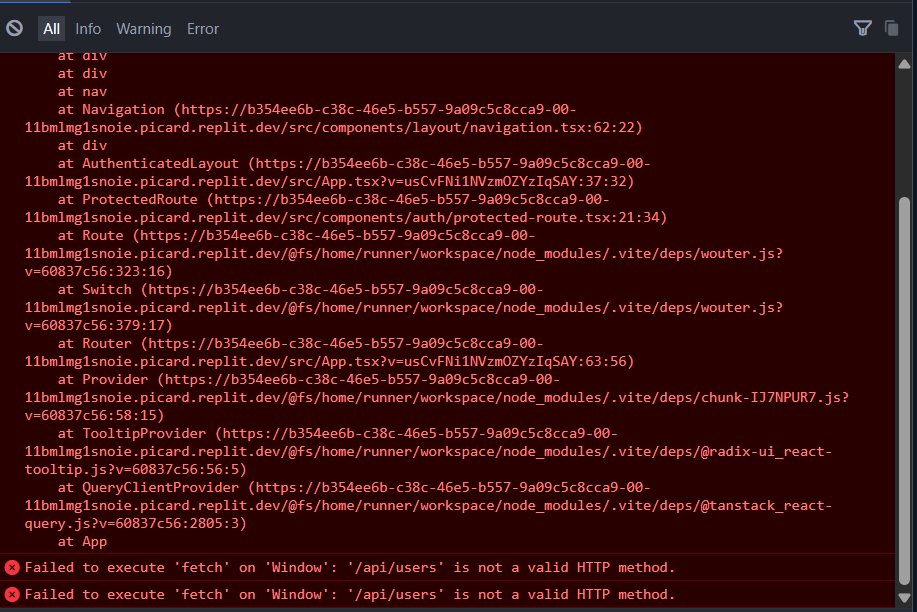 All Info Warning Error
at div
at div
at nav
at Navigation (https://b354ee6b-c38c-46e5-b557-9a09c5c8cca9-00-
11bmlmg1snoie.picard.replit.dev/src/components/layout/navigation.tsx:62:22)
at div
at AuthenticatedLayout (https://b354ee6b-c38c-46e5-b557-9a09c5c8cca9-00-
11bmlmg1snoie.picard.replit.dev/src/App.tsx?v=usCvFNi1NVzmOZYzIqSAY:37:32)
at ProtectedRoute (https://b354ee6b-c38c-46e5-b557-9a09c5c8cca9-00-
11bmlmg1snoie.picard.replit.dev/src/components/auth/protected-route.tsx:21:34)
at Route (https://b354ee6b-c38c-46e5-b557-9a09c5c8cca9-00-
11bmlmg1snoie.picard.replit.dev/@fs/home/runner/workspace/node_modules/.vite/deps/wouter.js?
v=60837c56:323:16)
at Switch (https://b354ee6b-c38c-46e5-b557-9a09c5c8cca9-00-
11bmlmg1snoie.picard.replit.dev/@fs/home/runner/workspace/node_modules/.vite/deps/wouter.js?
v=60837c56:379:17)
at Router (https://b354ee6b-c38c-46e5-b557-9a09c5c8cca9-00-
11bmlmg1snoie.picard.replit.dev/src/App.tsx?v=usCvFNi1NVzmOZYzIqSAY:63:56)
at Provider (https://b354ee6b-c38c-46e5-b557-9a09c5c8cca9-00-
11bmlmg1snoie.picard.replit.dev/@fs/home/runner/workspace/node_modules/.vite/deps/chunk-IJ7NPUR7.js?
v=60837c56:58:15)
at TooltipProvider (https://b354ee6b-c38c-46e5-b557-9a09c5c8cca9-00-
11bmlmg1snoie.picard.replit.dev/@fs/home/runner/workspace/node_modules/.vite/deps/@radix-ui_react-
tooltip.js?v=60837c56:56:5)
at QueryClientProvider (https://b354ee6b-c38c-46e5-b557-9a09c5c8cca9-00-
11bmlmg1snoie.picard.replit.dev/@fs/home/runner/workspace/node_modules/.vite/deps/@tanstack_react-
query.js?v=60837c56:2805:3)
at App
Failed to execute 'fetch' on 'Window': '/api/users' is not a valid HTTP method.
Failed to execute 'fetch' on 'Window': '/api/users' is not a valid HTTP method.